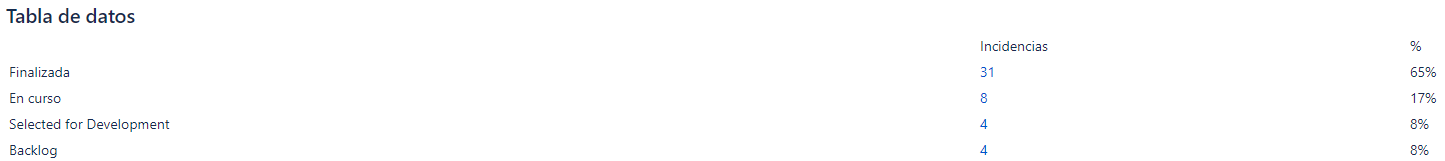 Tabla de datos
Incidencias %
Finalizada 31 65%
En curso 8 17%
Selected for Development 4 8%
Backlog 4 8%